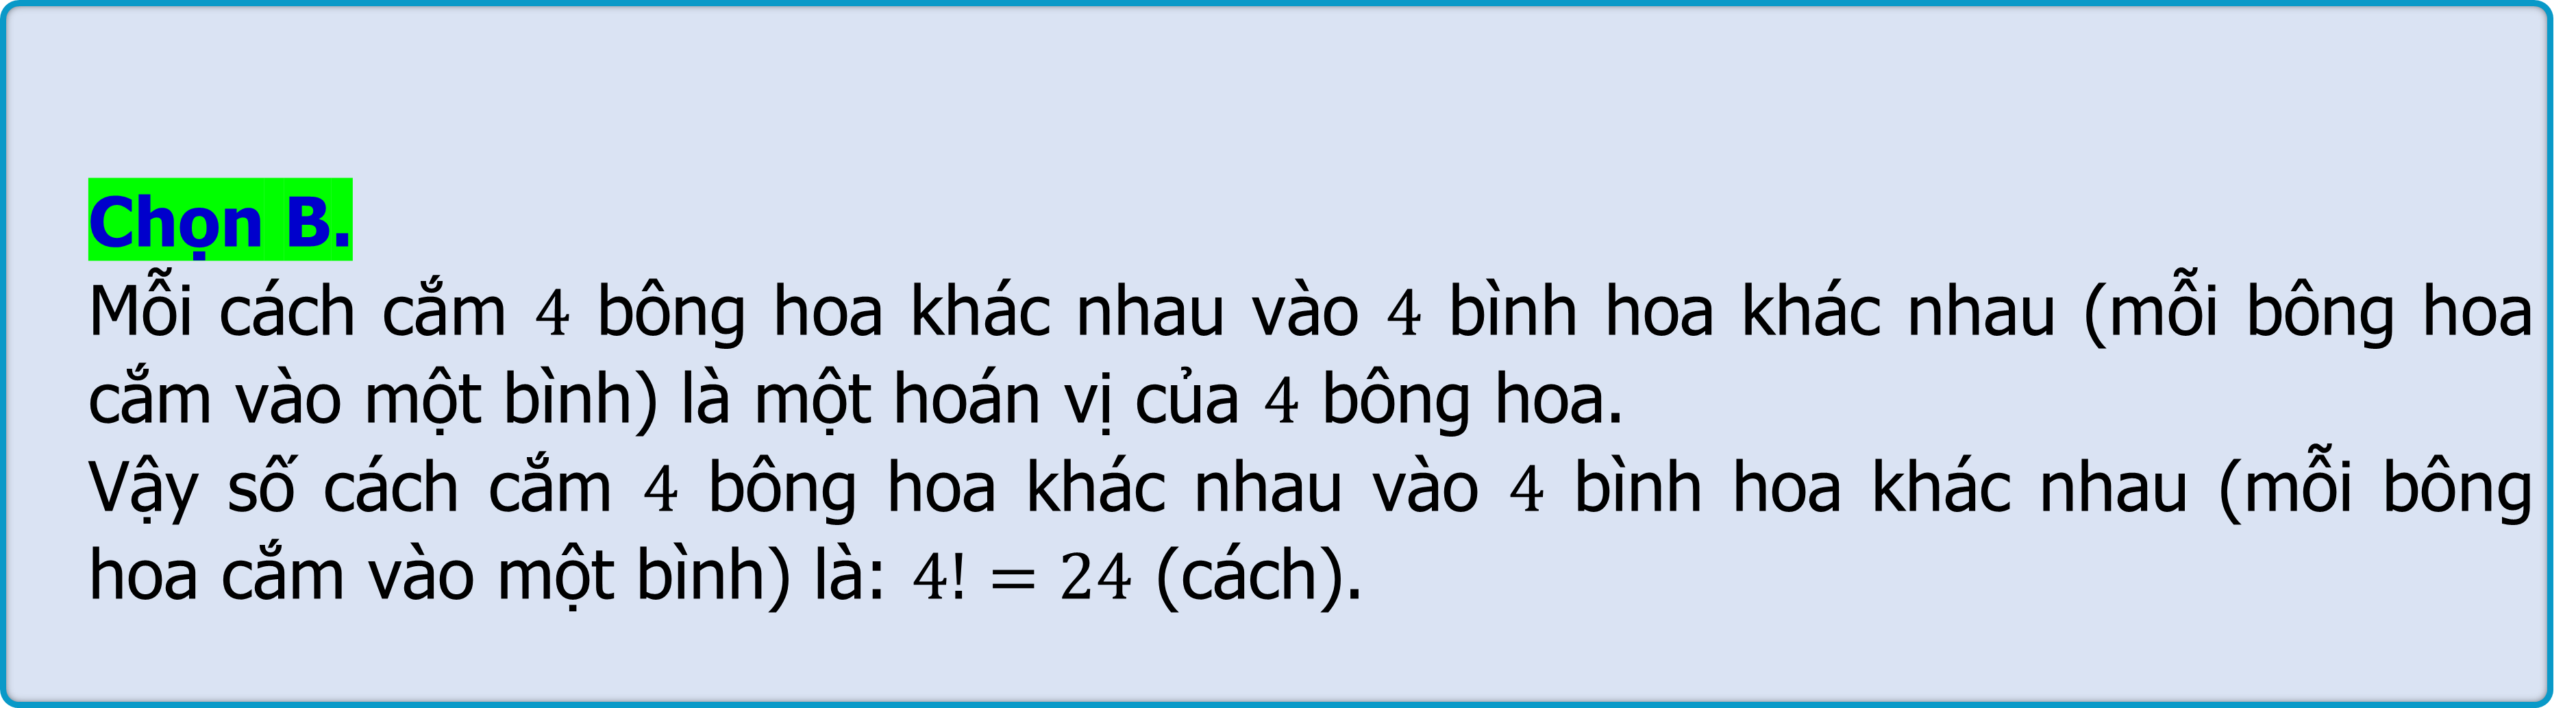 Chọn B.
Mỗi cách cắm 4 bông hoa khác nhau vào 4 bình hoa khác nhau (mỗi bông hoa
cắm vào một bình) là một hoán vị của 4 bông hoa.
Vậy số cách cắm 4 bông hoa khác nhau vào 4 bình hoa khác nhau (mỗi bông
hoa cắm vào một bình) là: 4! = 24 (cách).